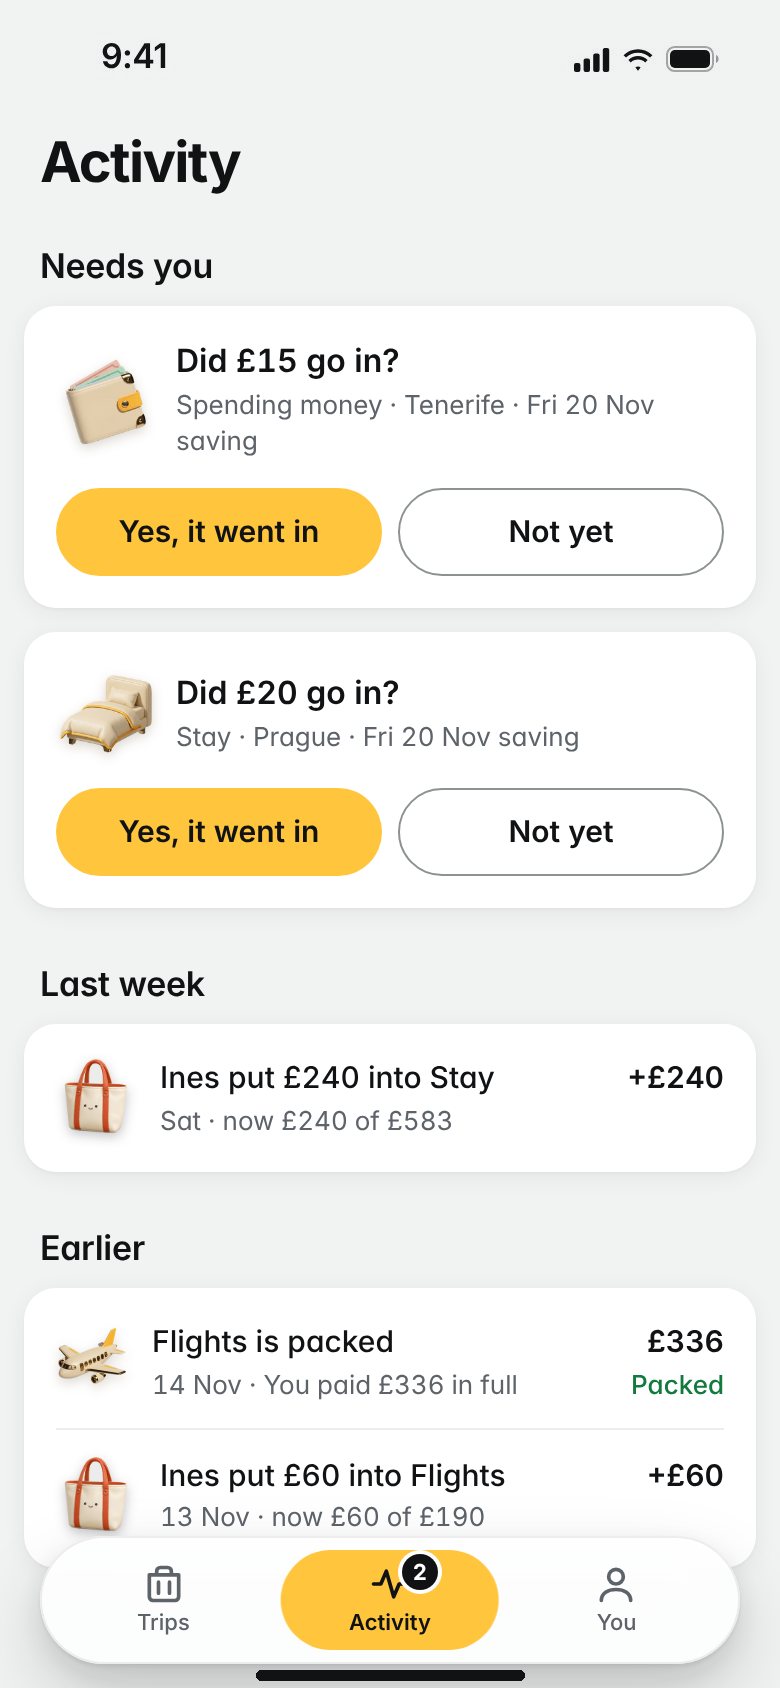 9:41
Activity
Needs you
Did £15 go in?
Spending money · Tenerife · Fri 20 Nov
saving
Yes, it went in
Not yet
Did £20 go in?
Stay · Prague · Fri 20 Nov saving
Yes, it went in
Not yet
Last week
Ines put £240 into Stay
+£240
Sat · now £240 of £583
Earlier
Flights is packed
£336
14 Nov · You paid £336 in full
Packed
Ines put £60 into Flights
+£60
13 Nov · now £60 of £190
2
Trips
Activity
You